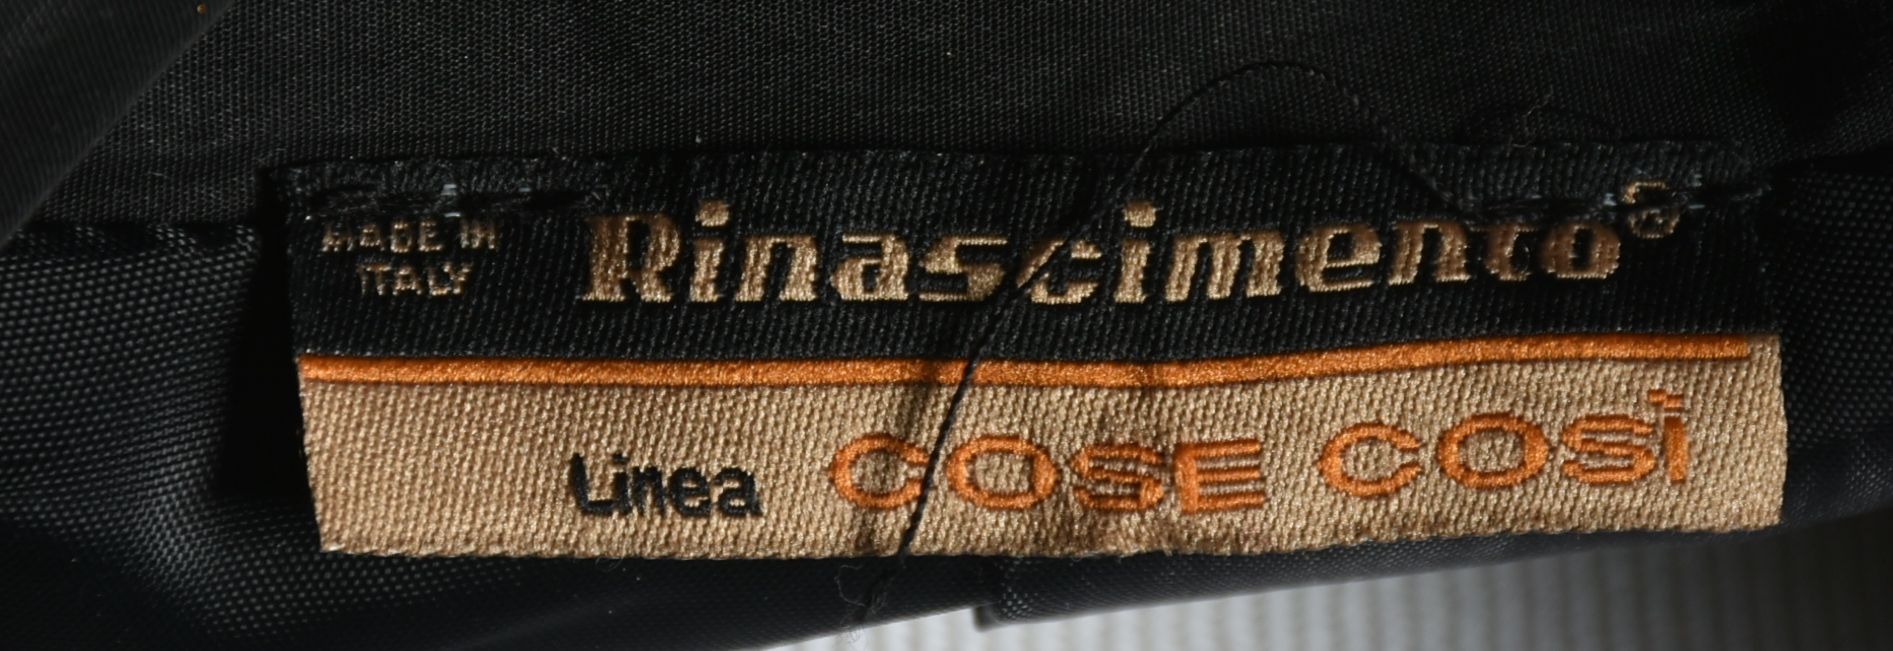 MADE IN
ITALY
Rinascimento®
Linea COSE COSì